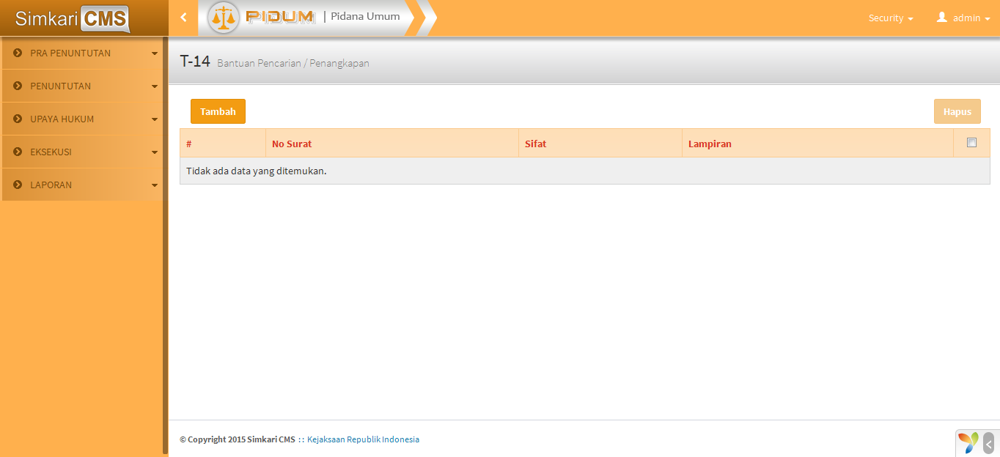 Simkari CMS
PIDUM | Pidana Umum
Security
admin
PRA PENUNTUTAN
PENUNTUTAN
UPAYA HUKUM
EKSEKUSI
LAPORAN
T-14 Bantuan Pencarian / Penangkapan
Tambah
Hapus
# No Surat Sifat Lampiran
Tidak ada data yang ditemukan.
© Copyright 2015 Simkari CMS :: Kejaksaan Republik Indonesia